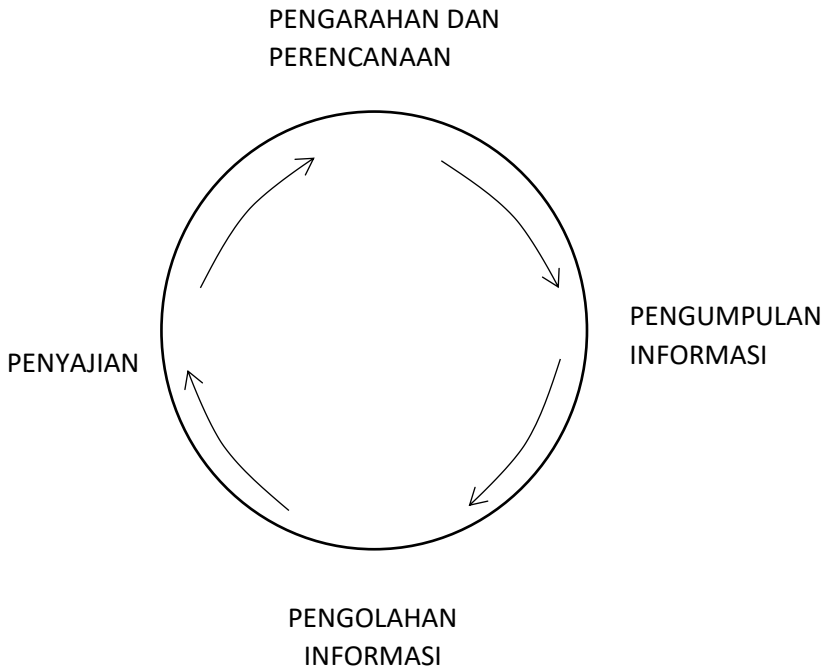 PENGARAHAN DAN
PERENCANAAN
PENGUMPULAN
INFORMASI
PENYAJIAN
PENGOLAHAN
INFORMASI